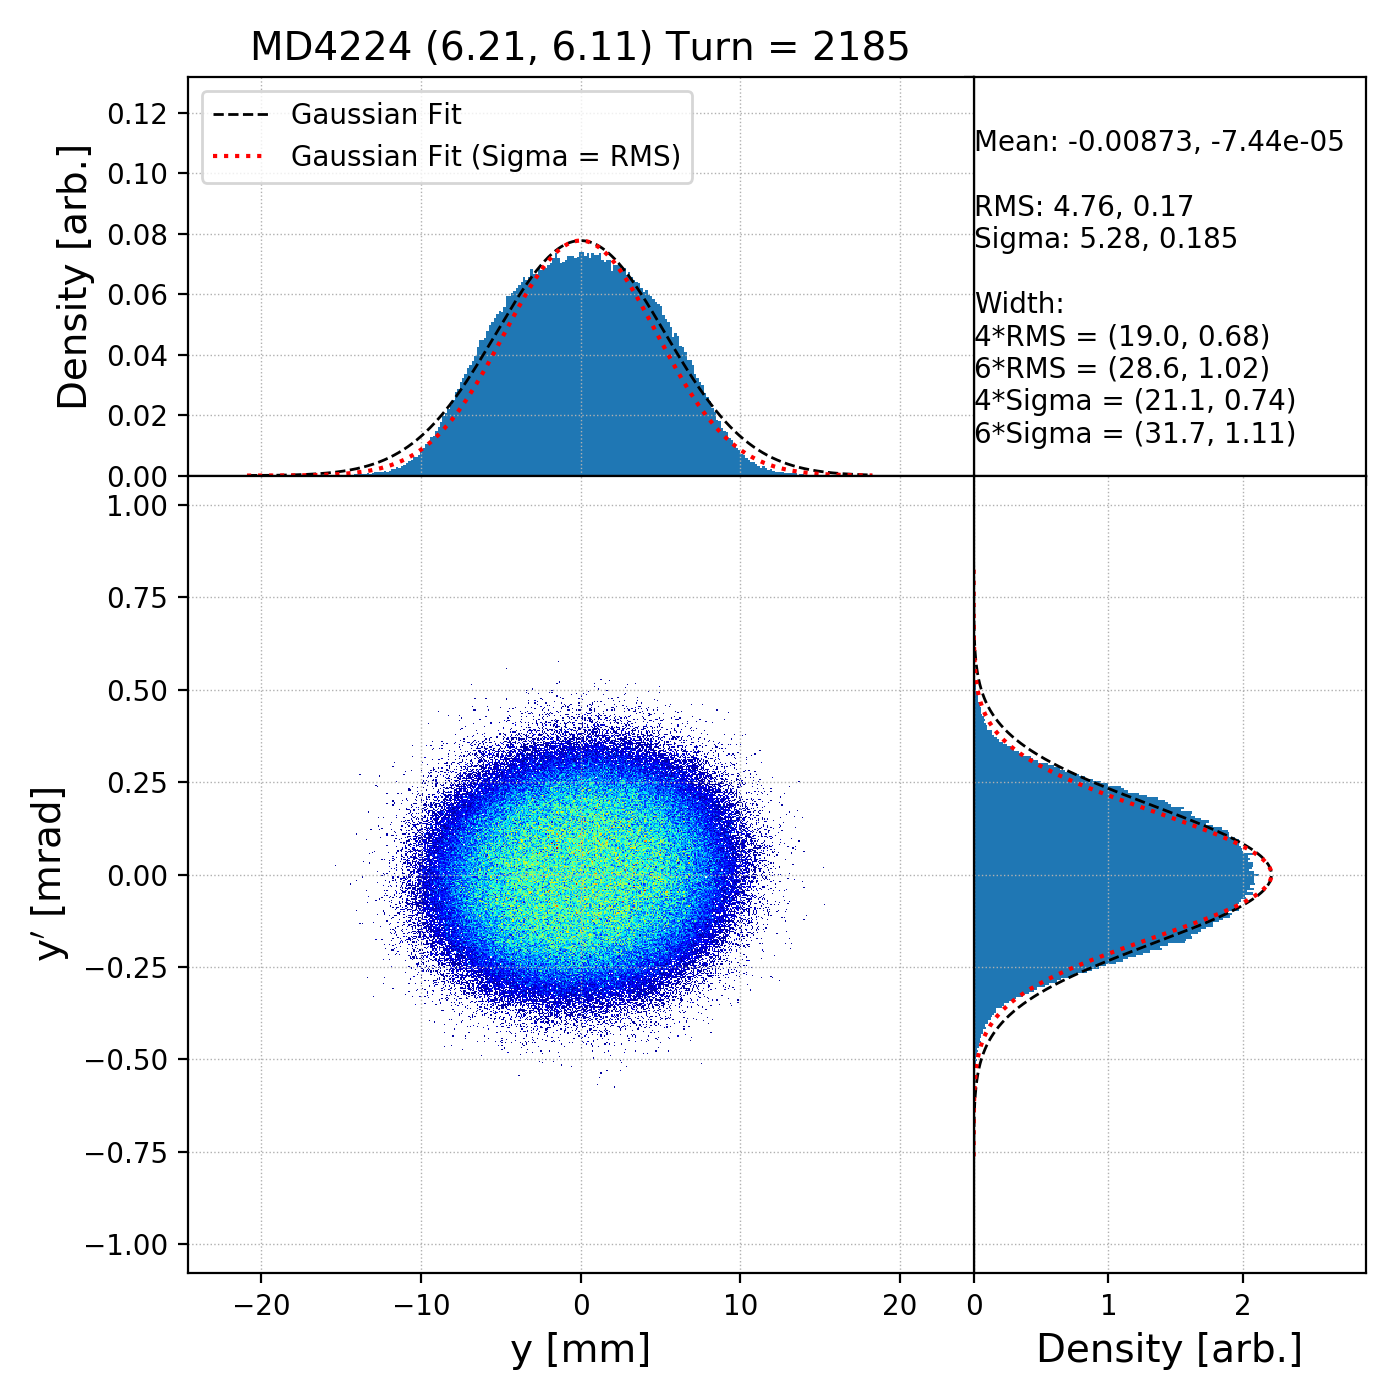 MD4224 (6.21, 6.11) Turn = 2185
Gaussian Fit
Gaussian Fit (Sigma = RMS)
Density [arb.]
0.12
0.10
0.08
0.06
0.04
0.02
0.00
Mean: -0.00873, -7.44e-05
RMS: 4.76, 0.17
Sigma: 5.28, 0.185
Width:
4*RMS = (19.0, 0.68)
6*RMS = (28.6, 1.02)
4*Sigma = (21.1, 0.74)
6*Sigma = (31.7, 1.11)
y′ [mrad]
1.00
0.75
0.50
0.25
0.00
−0.25
−0.50
−0.75
−1.00
−20 −10 0 10 20
y [mm]
0 1 2
Density [arb.]